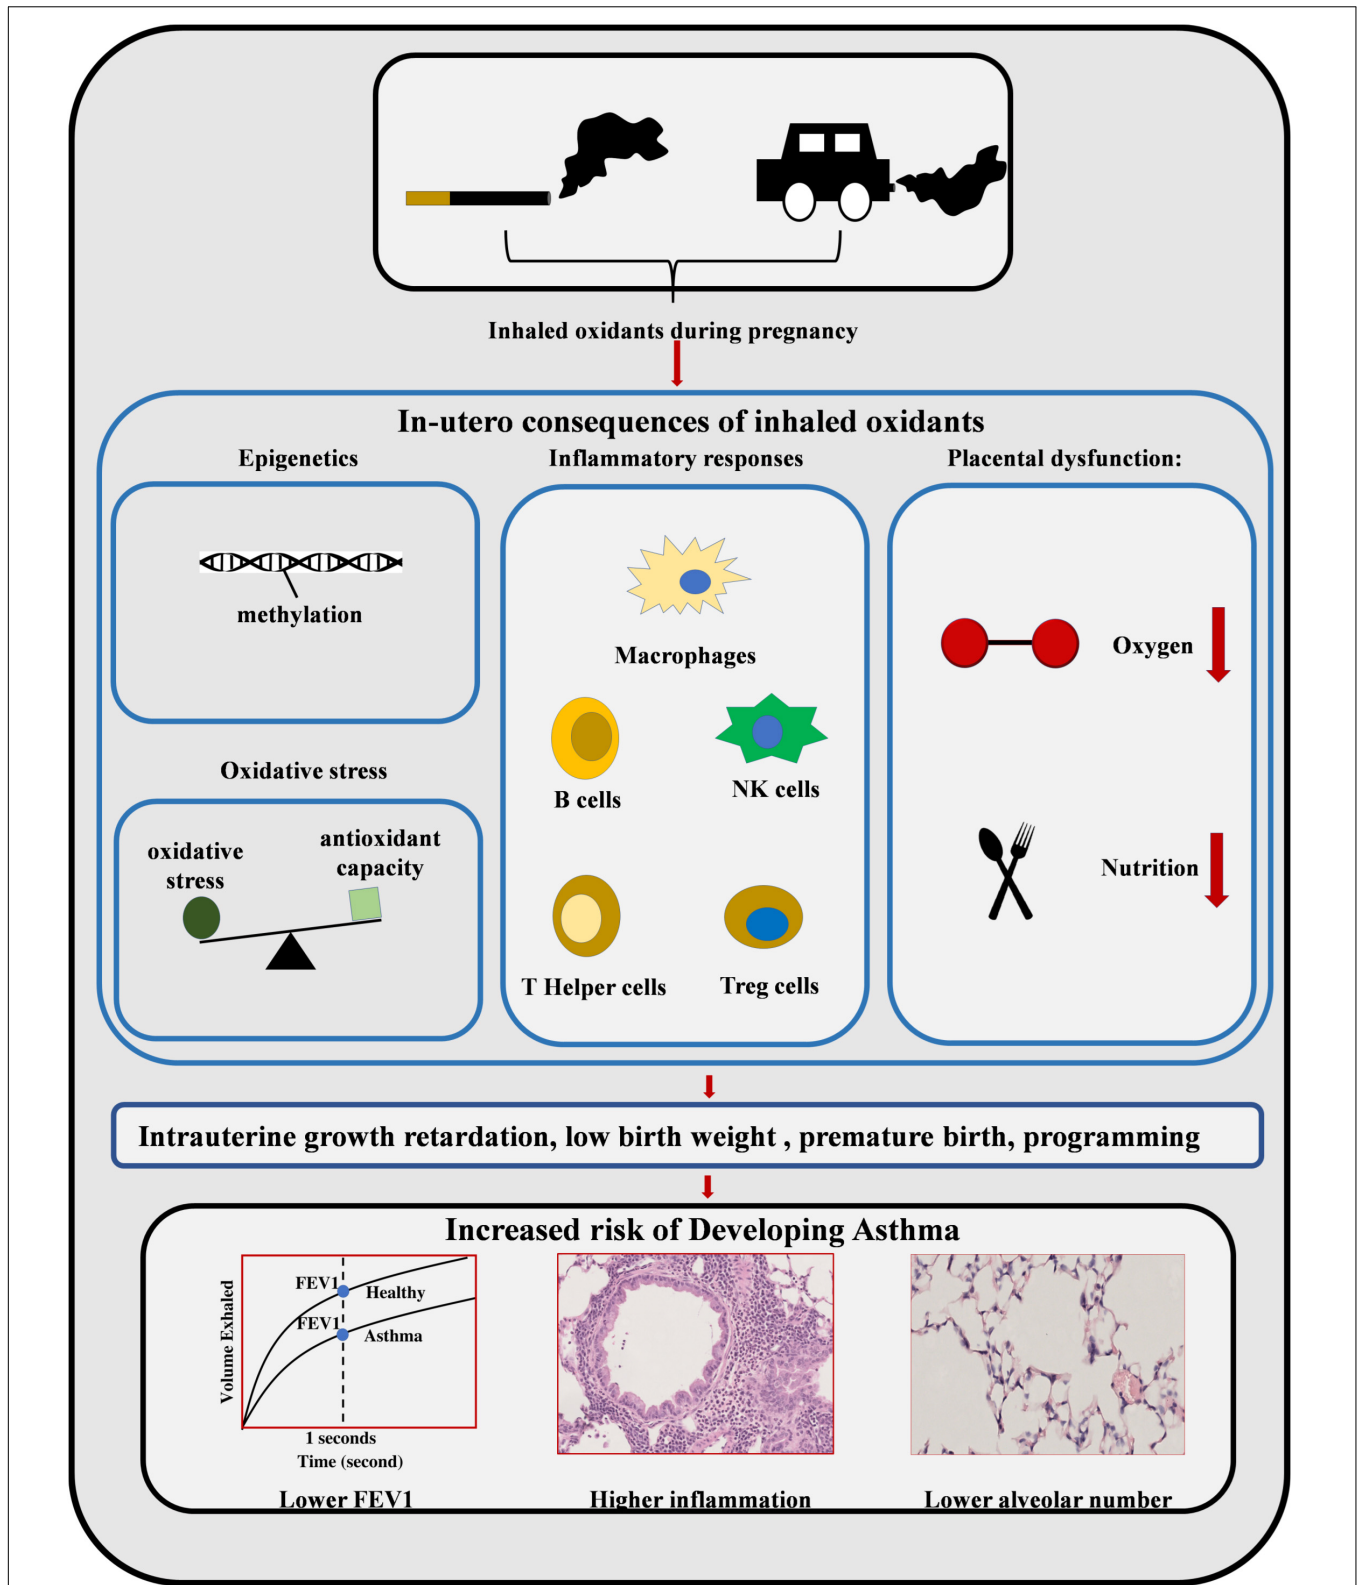 Inhaled oxidants during pregnancy
In-utero consequences of inhaled oxidants
Epigenetics
methylation
Oxidative stress
oxidative
stress
antioxidant
capacity
Inflammatory responses
Macrophages
B cells
NK cells
T Helper cells
Treg cells
Placental dysfunction:
Oxygen
Nutrition
Intrauterine growth retardation, low birth weight , premature birth, programming
Increased risk of Developing Asthma
Volume Exhaled
FEV1
Healthy
FEV1
Asthma
1 seconds
Time (second)
Lower FEV1
Higher inflammation
Lower alveolar number